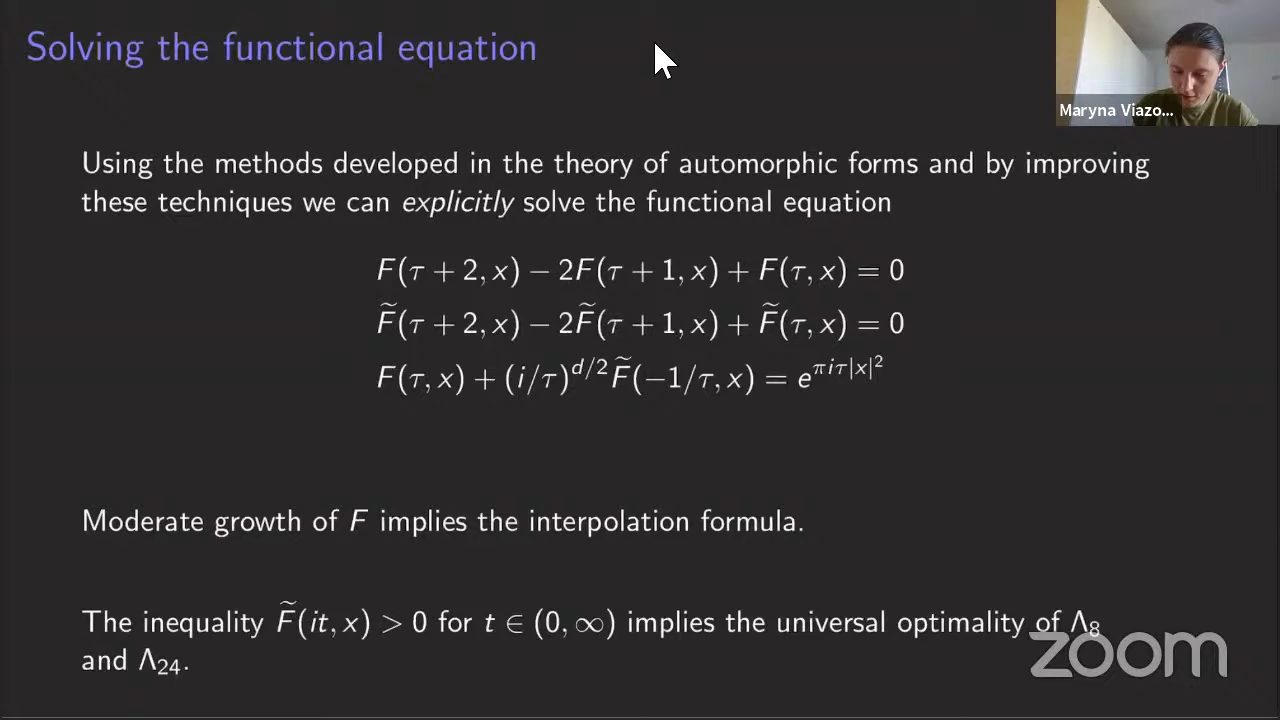 Solving the functional equation
Maryna Viazo...
Using the methods developed in the theory of automorphic forms and by improving
these techniques we can explicitly solve the functional equation
F(τ + 2, x) − 2F(τ + 1, x) + F(τ, x) = 0
F̃(τ + 2, x) − 2F̃(τ + 1, x) + F̃(τ, x) = 0
F(τ, x) + (i/τ)^{d/2} F̃(−1/τ, x) = e^{πiτ|x|²}
Moderate growth of F implies the interpolation formula.
The inequality F̃(it, x) > 0 for t ∈ (0, ∞) implies the universal optimality of Λ₈
and Λ₂₄.
zoom